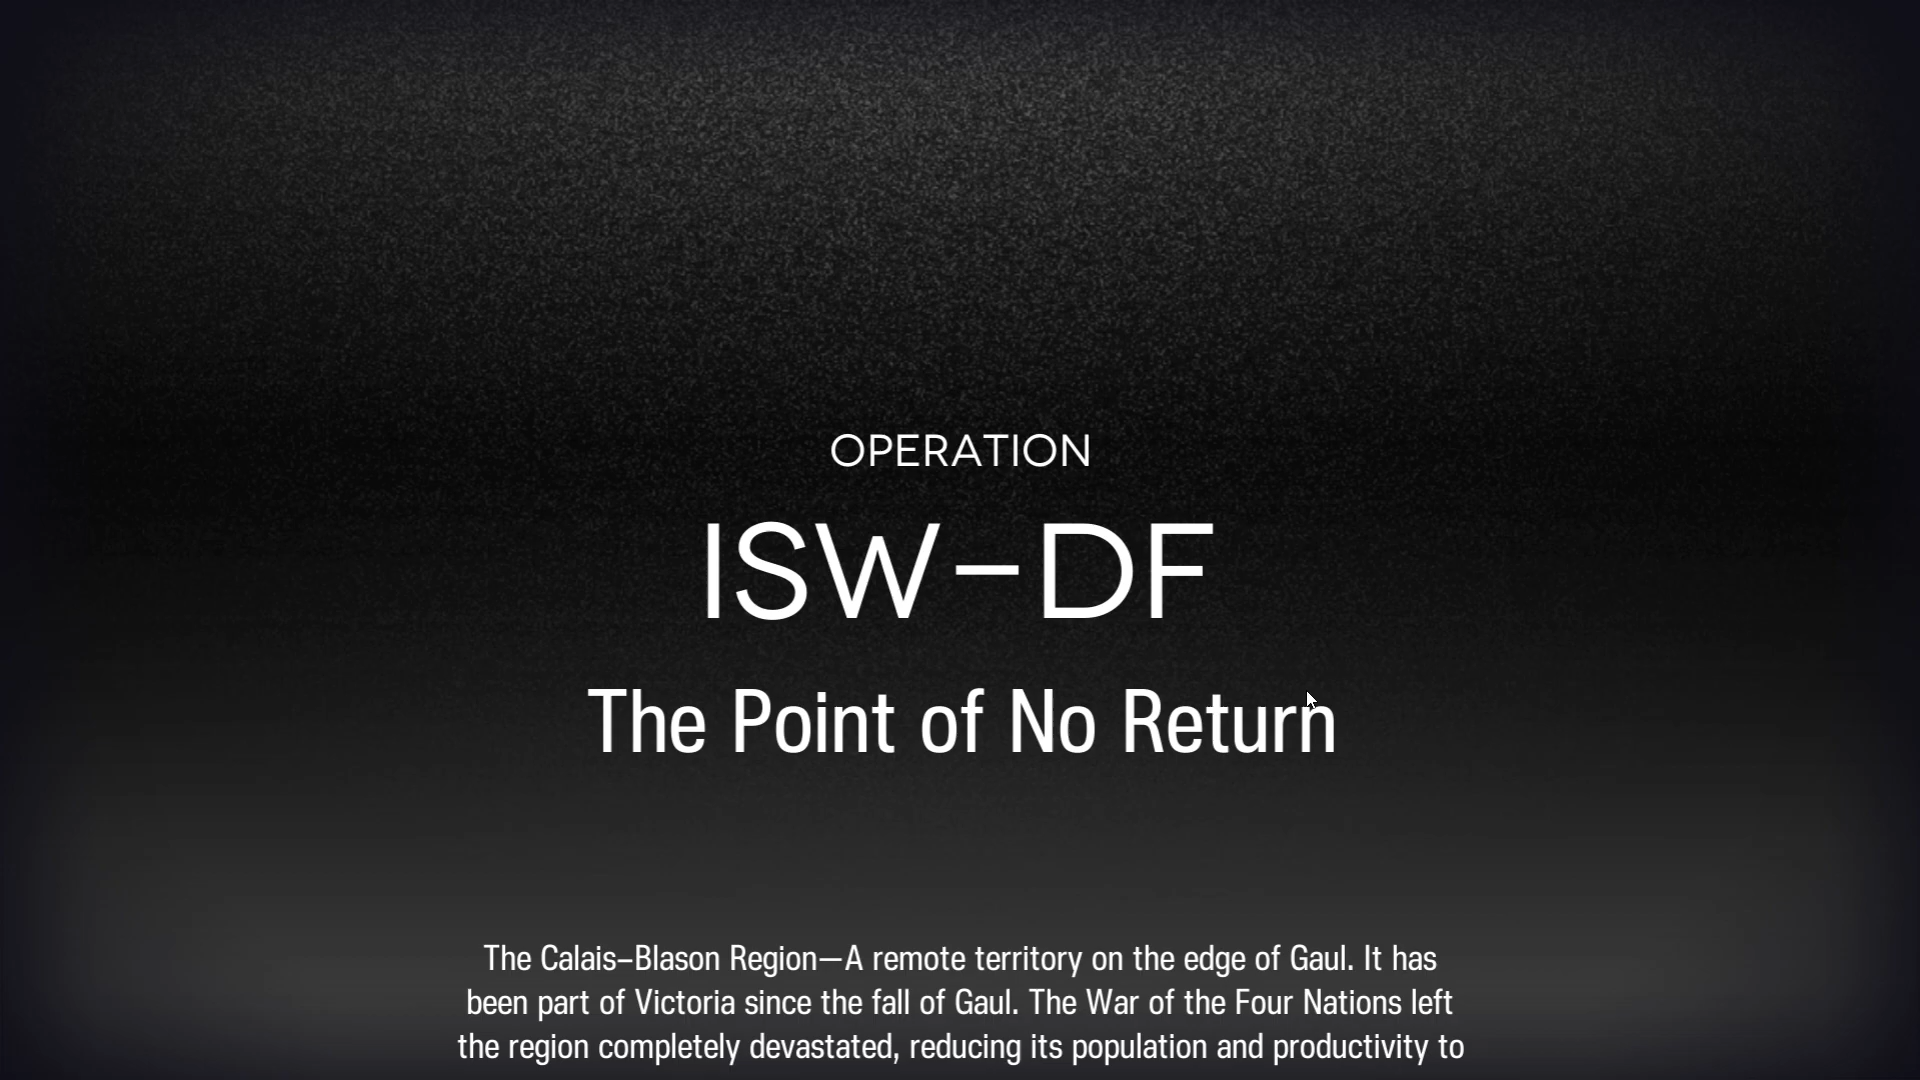 OPERATION
ISW-DF
The Point of No Return
The Calais-Blason Region—A remote territory on the edge of Gaul. It has
been part of Victoria since the fall of Gaul. The War of the Four Nations left
the region completely devastated, reducing its population and productivity to